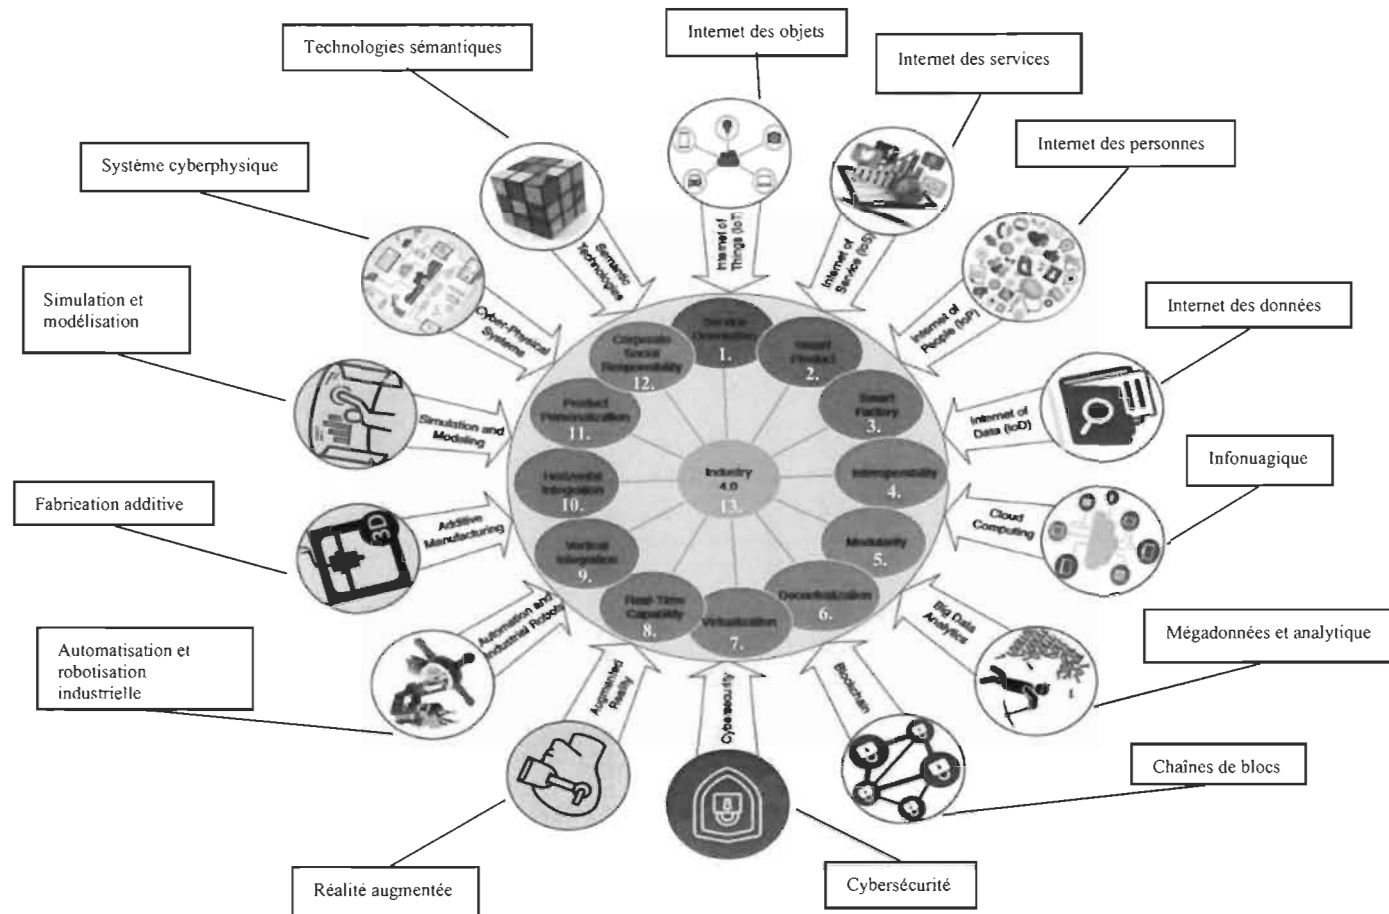 Internet des objets
Technologies sémantiques
Internet des services
Internet des personnes
Système cyberphysique
Internet des données
Simulation et
modélisation
Infonuagique
Fabrication additive
Mégadonnées et analytique
Automatisation et
robotisation
industrielle
Chaînes de blocs
Réalité augmentée
Cybersécurité
Internet of
Things (IoT)
Internet of
Service (IoS)
Internet of
People (IoP)
Internet of
Data (IoD)
Cloud
Computing
Big Data
Analytics
Blockchain
Cybersecurity
Augmented
Reality
Automation and
Industrial Robots
Additive
Manufacturing
3D
Simulation and
Modeling
Cyber-Physical
Systems
Semantic
Technologies
Service
Orientation
1.
Smart
Product
2.
Smart
Factory
3.
Interoperability
4.
Modularity
5.
Decentralization
6.
Virtualization
7.
Real-Time
Capability
8.
Vertical
Integration
9.
Horizontal
Integration
10.
Product
Personalization
11.
Corporate
Social
Responsibility
12.
Industry
4.0
13.